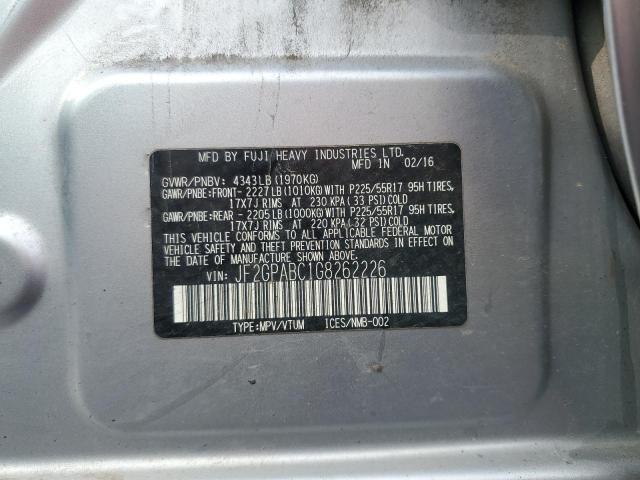 MFD BY FUJI HEAVY INDUSTRIES LTD.
MFD IN 02/16
GVWR/PNBV: 4343LB(1970KG)
GAWR/PNBE:FRONT- 2227LB(1010KG)WITH P225/55R17 95H TIRES,
17X7J RIMS AT 230 KPA( 33 PSI)COLD
GAWR/PNBE:REAR - 2205LB(1000KG)WITH P225/55R17 95H TIRES,
17X7J RIMS AT 220 KPA( 32 PSI)COLD
THIS VEHICLE CONFORMS TO ALL APPLICABLE FEDERAL MOTOR
VEHICLE SAFETY AND THEFT PREVENTION STANDARDS IN EFFECT
ON THE DATE OF MANUFACTURE SHOWN ABOVE.
VIN: JF2GPABC1G8262226
TYPE:MPV/VTUM ICES/NMB-002